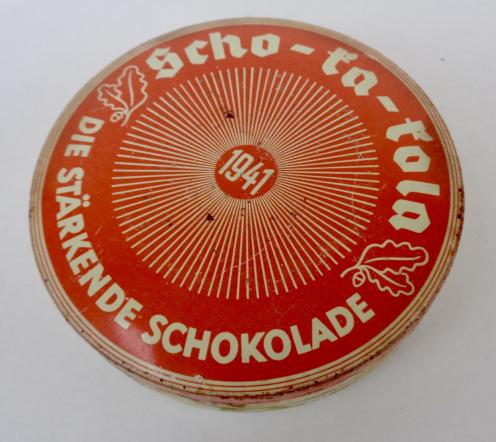 Scho-ka-kola
1941
DIE STÄRKENDE SCHOKOLADE